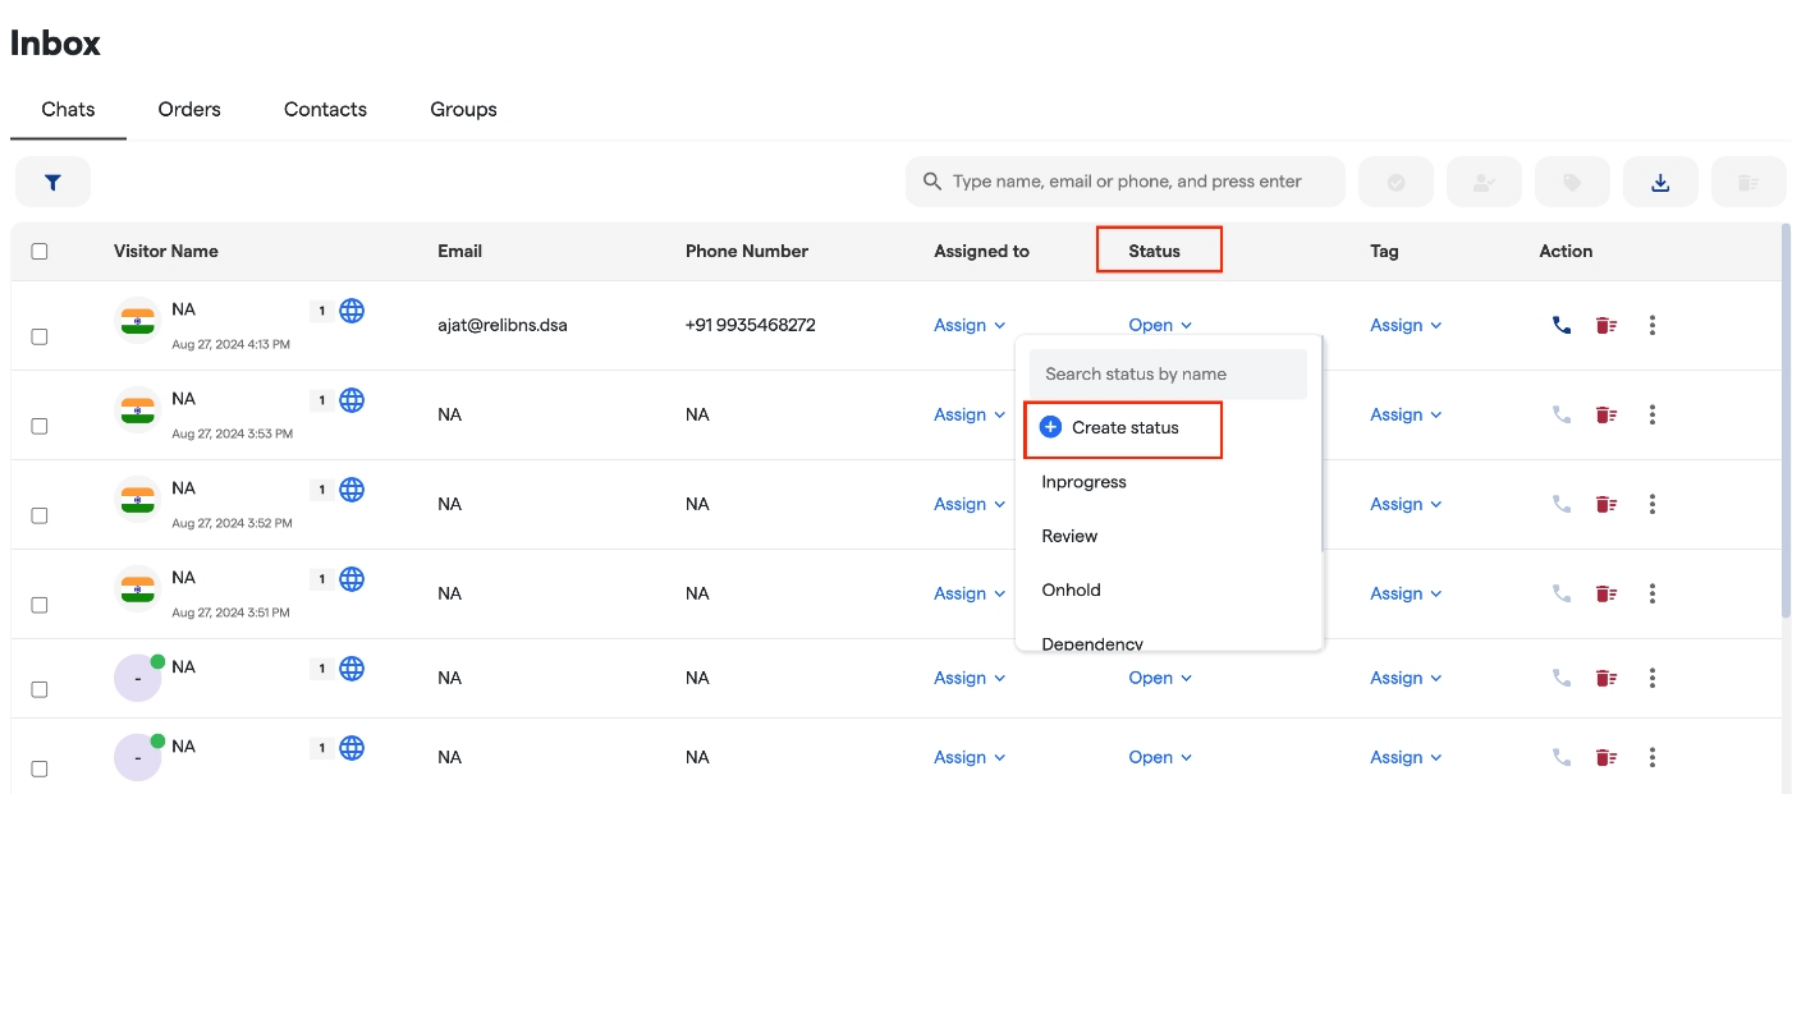 Inbox
Chats Orders Contacts Groups
Type name, email or phone, and press enter
Visitor Name Email Phone Number Assigned to Status Tag Action
NA 1
Aug 27, 2024 4:13 PM
ajat@relibns.dsa +91 9935468272 Assign Open Assign
Search status by name
Create status
Inprogress
Review
Onhold
Dependency
NA 1
Aug 27, 2024 3:53 PM
NA NA Assign Assign
NA 1
Aug 27, 2024 3:52 PM
NA NA Assign Assign
NA 1
Aug 27, 2024 3:51 PM
NA NA Assign Assign
- NA 1 NA NA Assign Open Assign
- NA 1 NA NA Assign Open Assign